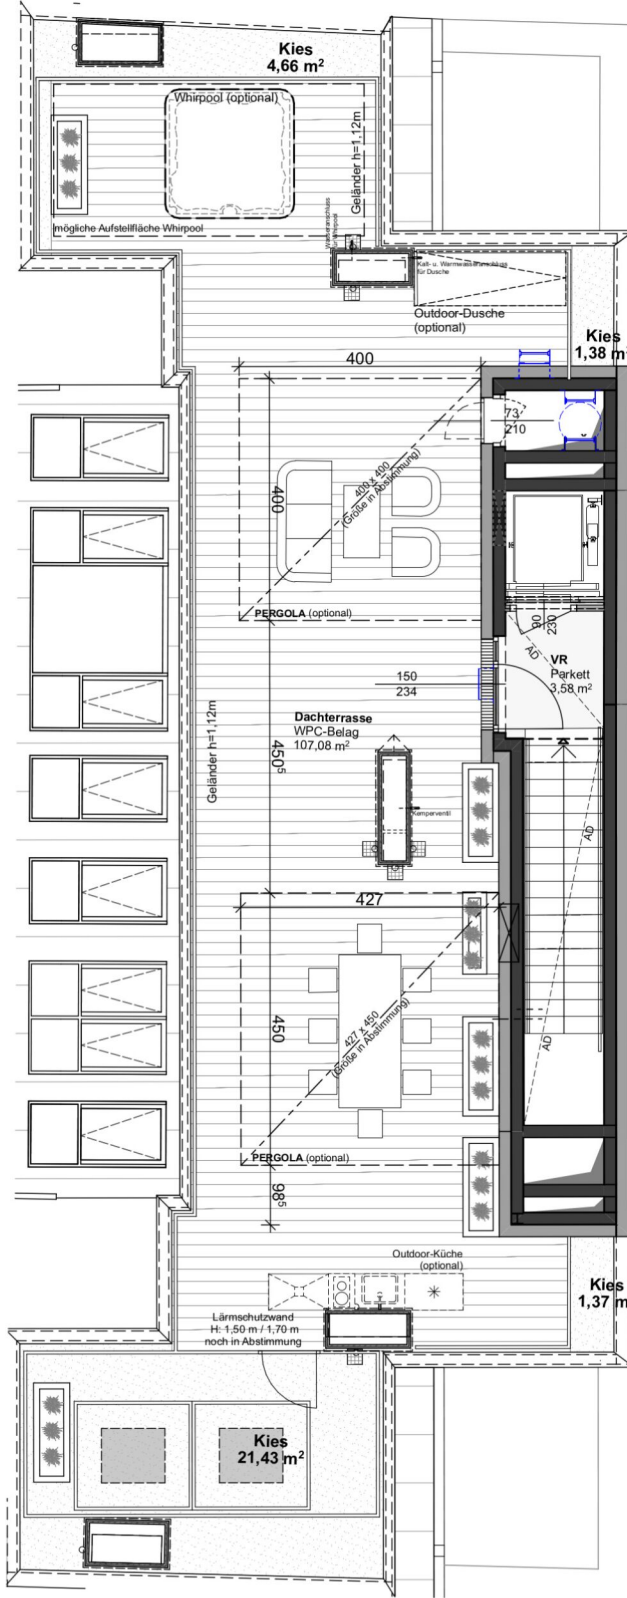 Kies
4,66 m²
Whirpool (optional)
Geländer h=1,12m
mögliche Aufstellfläche Whirpool
Wasseranschluss
für Whirlpool
Kalt- u. Warmwasseranschluss
für Dusche
Outdoor-Dusche
(optional)
Kies
1,38 m²
400
73
210
400
400 x 400
(Größe in Abstimmung)
PERGOLA (optional)
90
230
AD
VR
Parkett
3,58 m²
150
234
Geländer h=1,12m
Dachterrasse
WPC-Belag
107,08 m²
450⁵
Kemperventil
AD
427
450
427 x 450
(Größe in Abstimmung)
AD
PERGOLA (optional)
98⁵
Outdoor-Küche
(optional)
Kies
1,37 m
Lärmschutzwand
H: 1,50 m / 1,70 m
noch in Abstimmung
Kies
21,43 m²